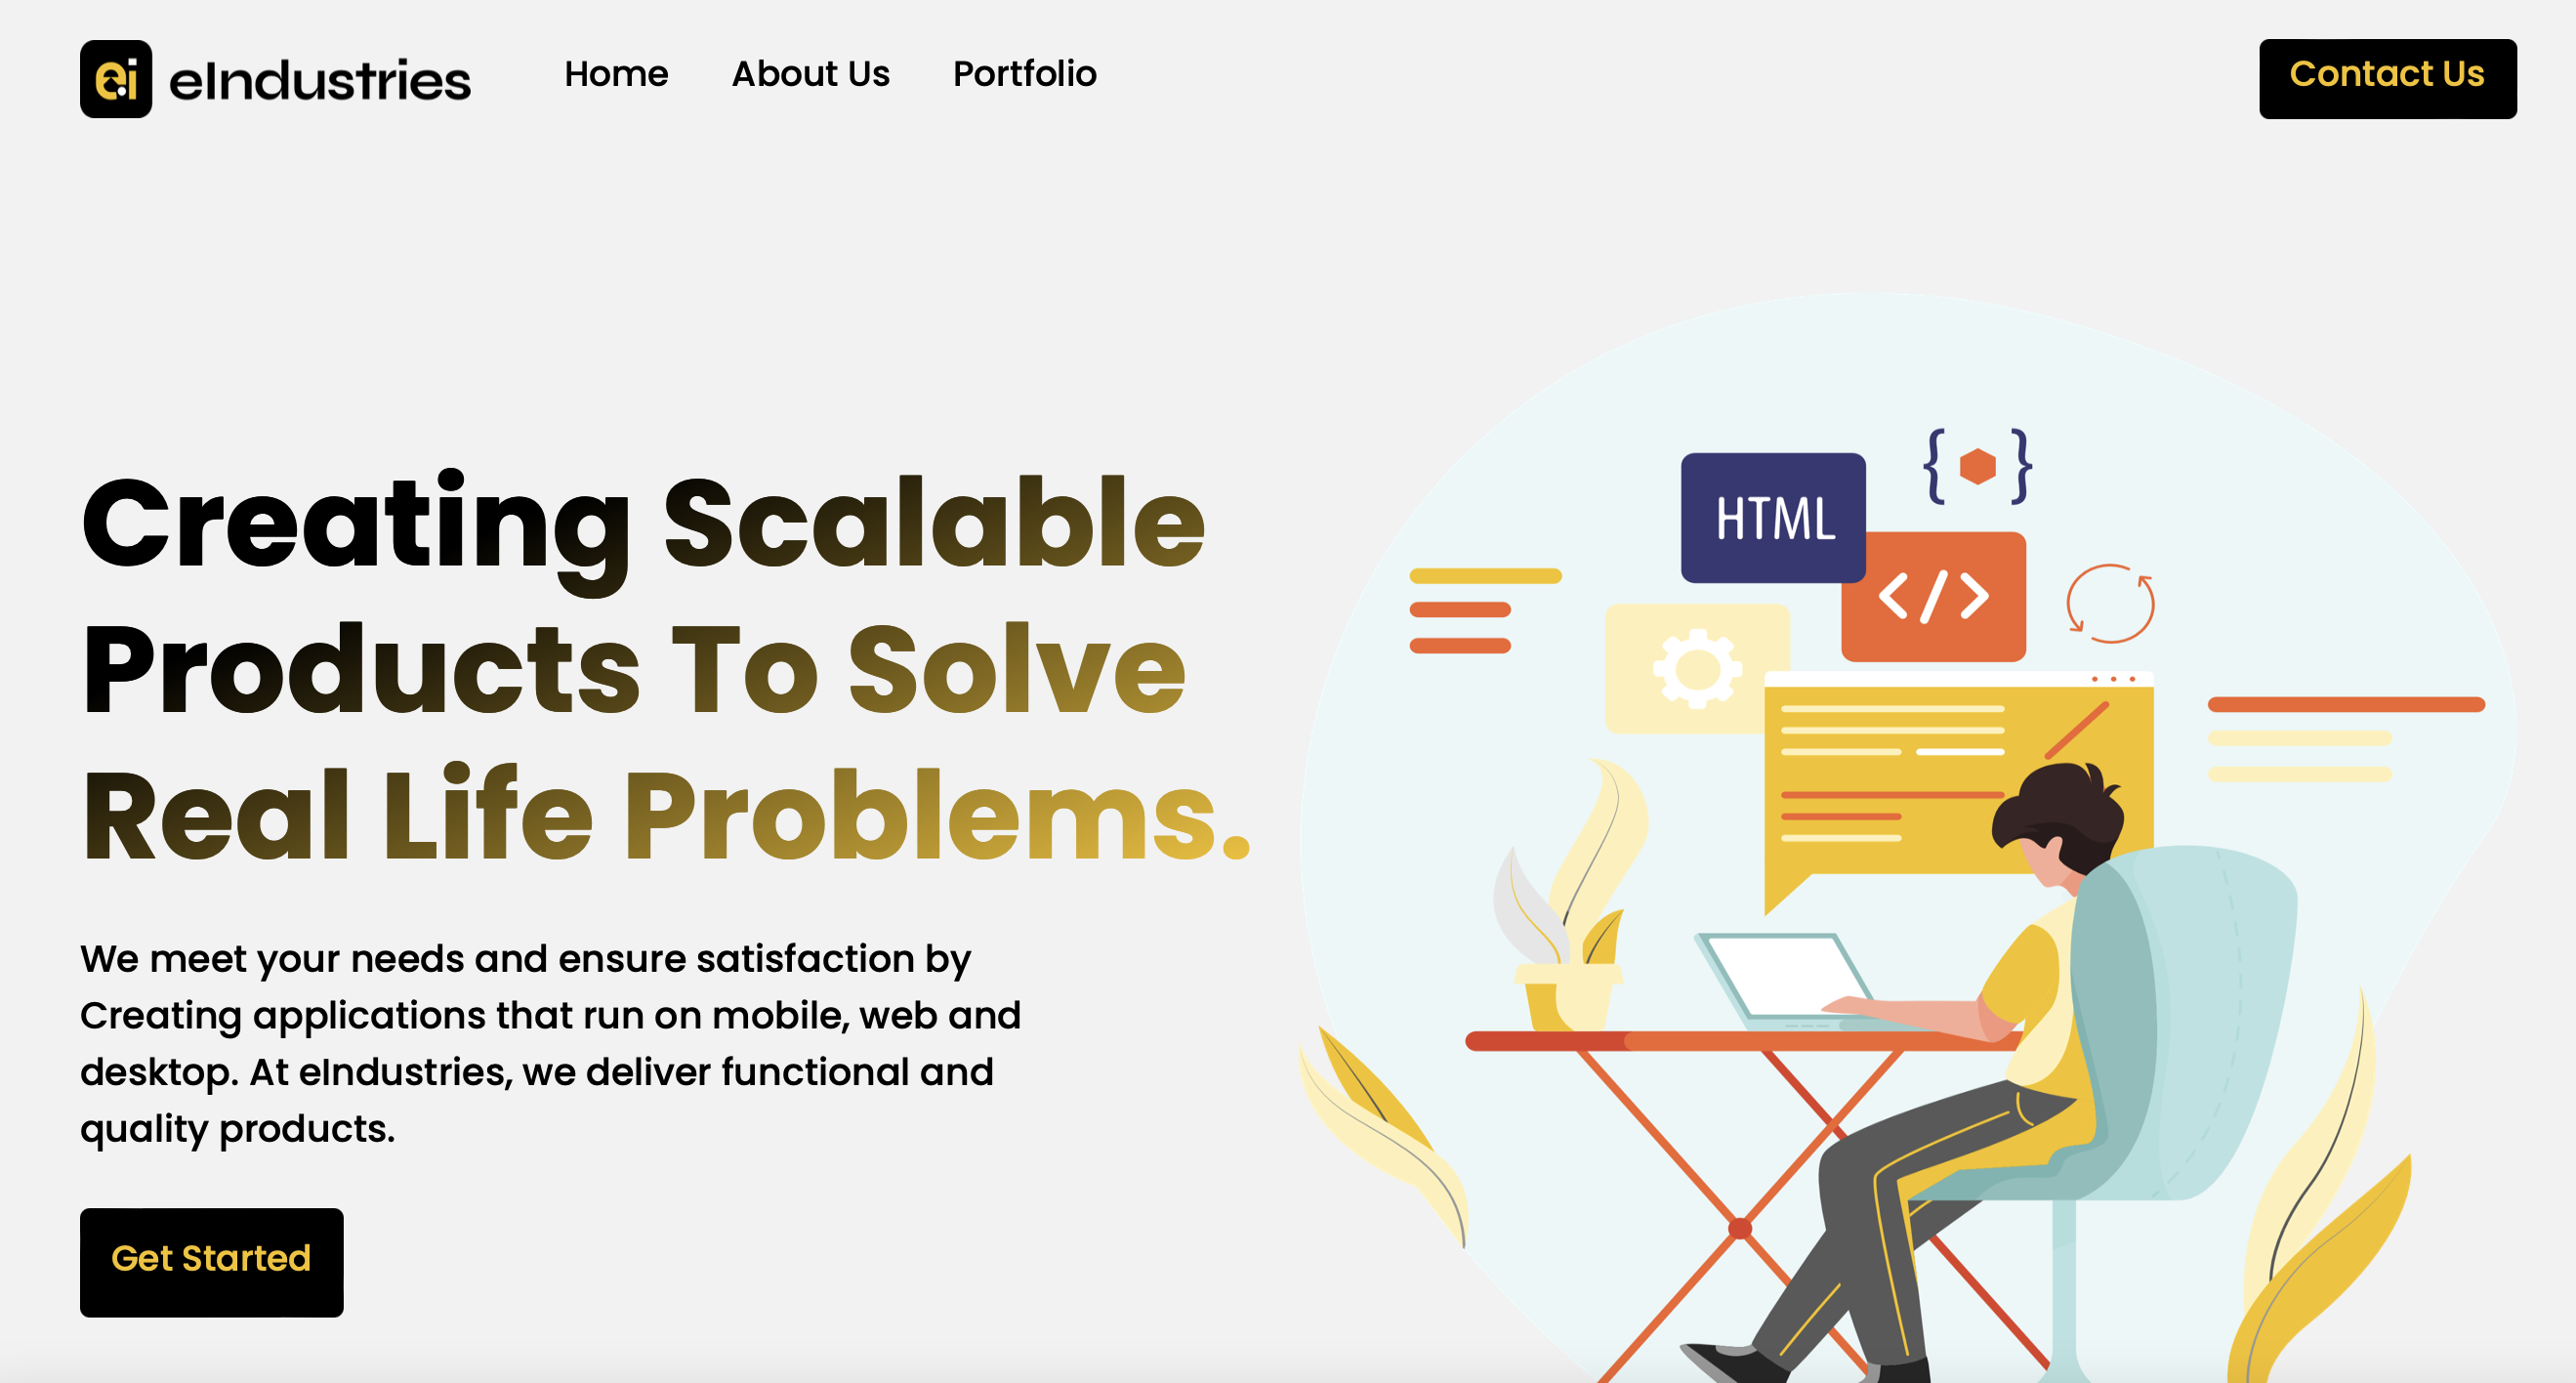 ei eIndustries
Home
About Us
Portfolio
Contact Us
Creating Scalable
Products To Solve
Real Life Problems.
We meet your needs and ensure satisfaction by
Creating applications that run on mobile, web and
desktop. At eIndustries, we deliver functional and
quality products.
Get Started
HTML
{ }
</>